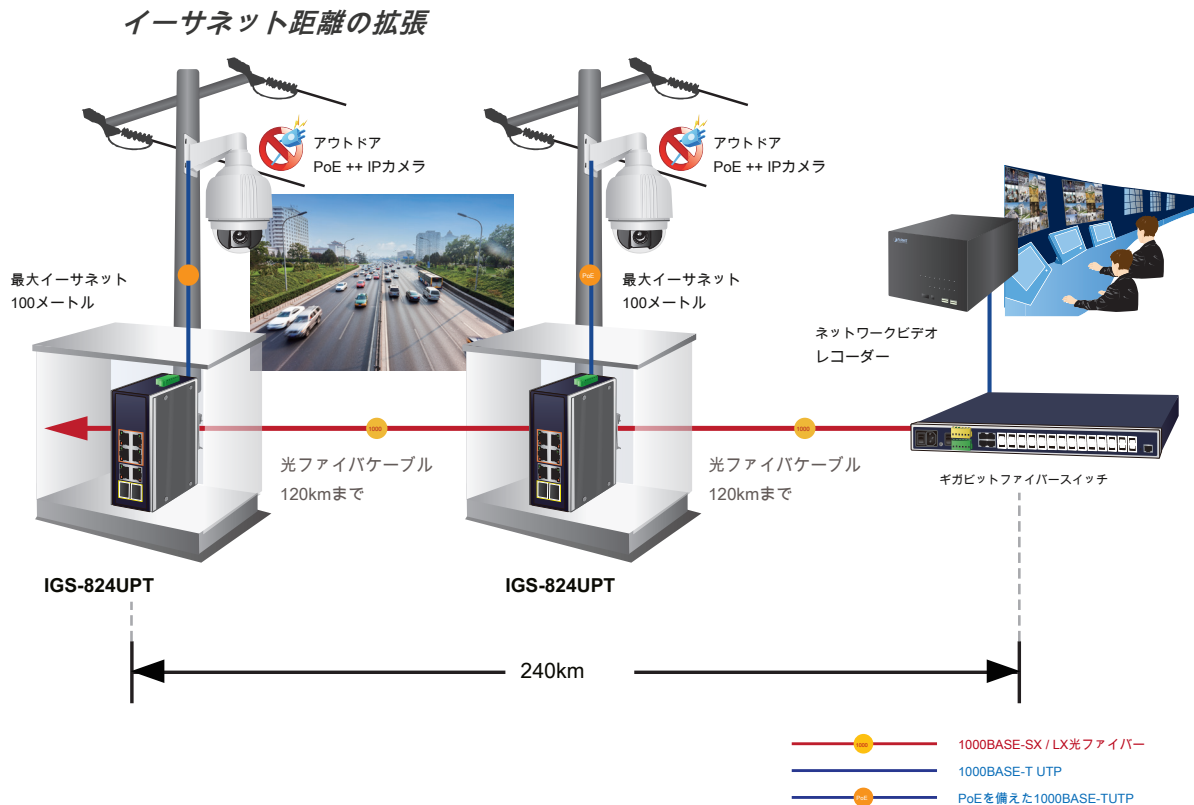 イーサネット距離の拡張
アウトドア
PoE ++ IPカメラ
アウトドア
PoE ++ IPカメラ
最大イーサネット
100メートル
PoE
最大イーサネット
100メートル
PLANET
ネットワークビデオ
レコーダー
1000
1000
光ファイバケーブル
120kmまで
光ファイバケーブル
120kmまで
ギガビットファイバースイッチ
IGS-824UPT
IGS-824UPT
240km
1000
1000BASE-SX / LX光ファイバー
1000BASE-T UTP
PoE
PoEを備えた1000BASE-TUTP